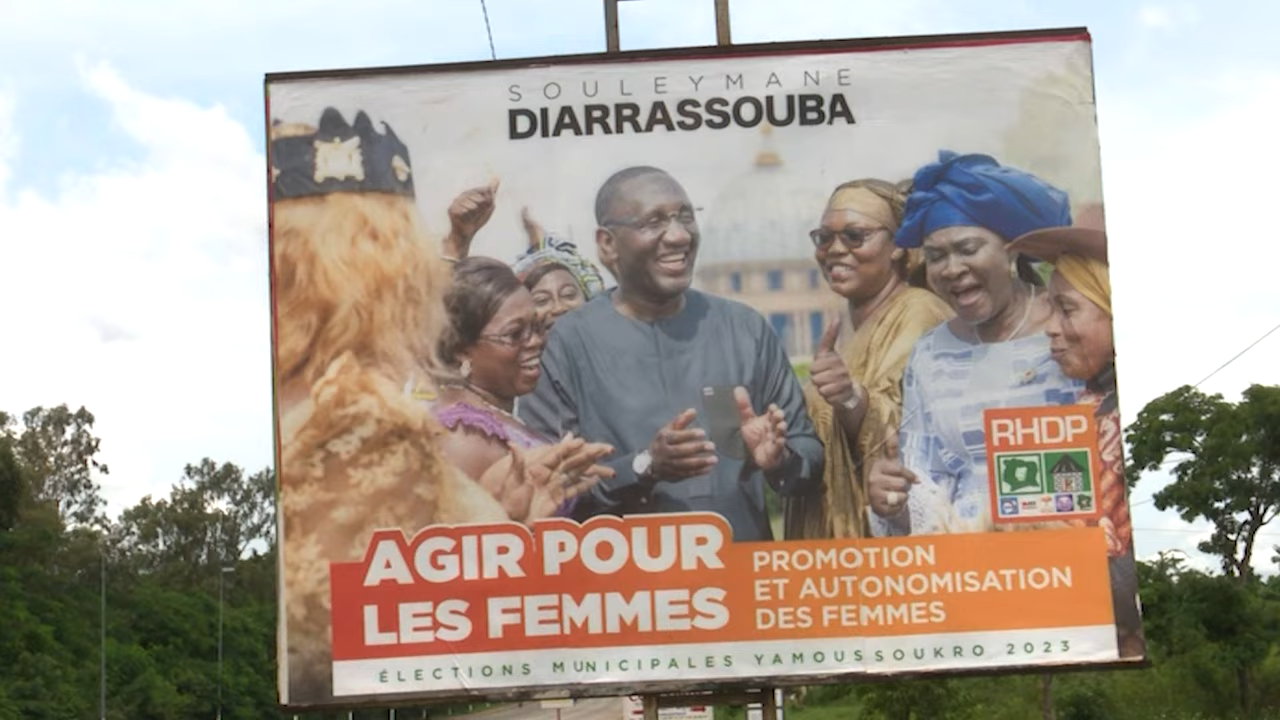 SOULEYMANE
DIARRASSOUBA
RHDP
AGIR POUR
LES FEMMES
PROMOTION
ET AUTONOMISATION
DES FEMMES
ÉLECTIONS MUNICIPALES YAMOUSSOUKRO 2023